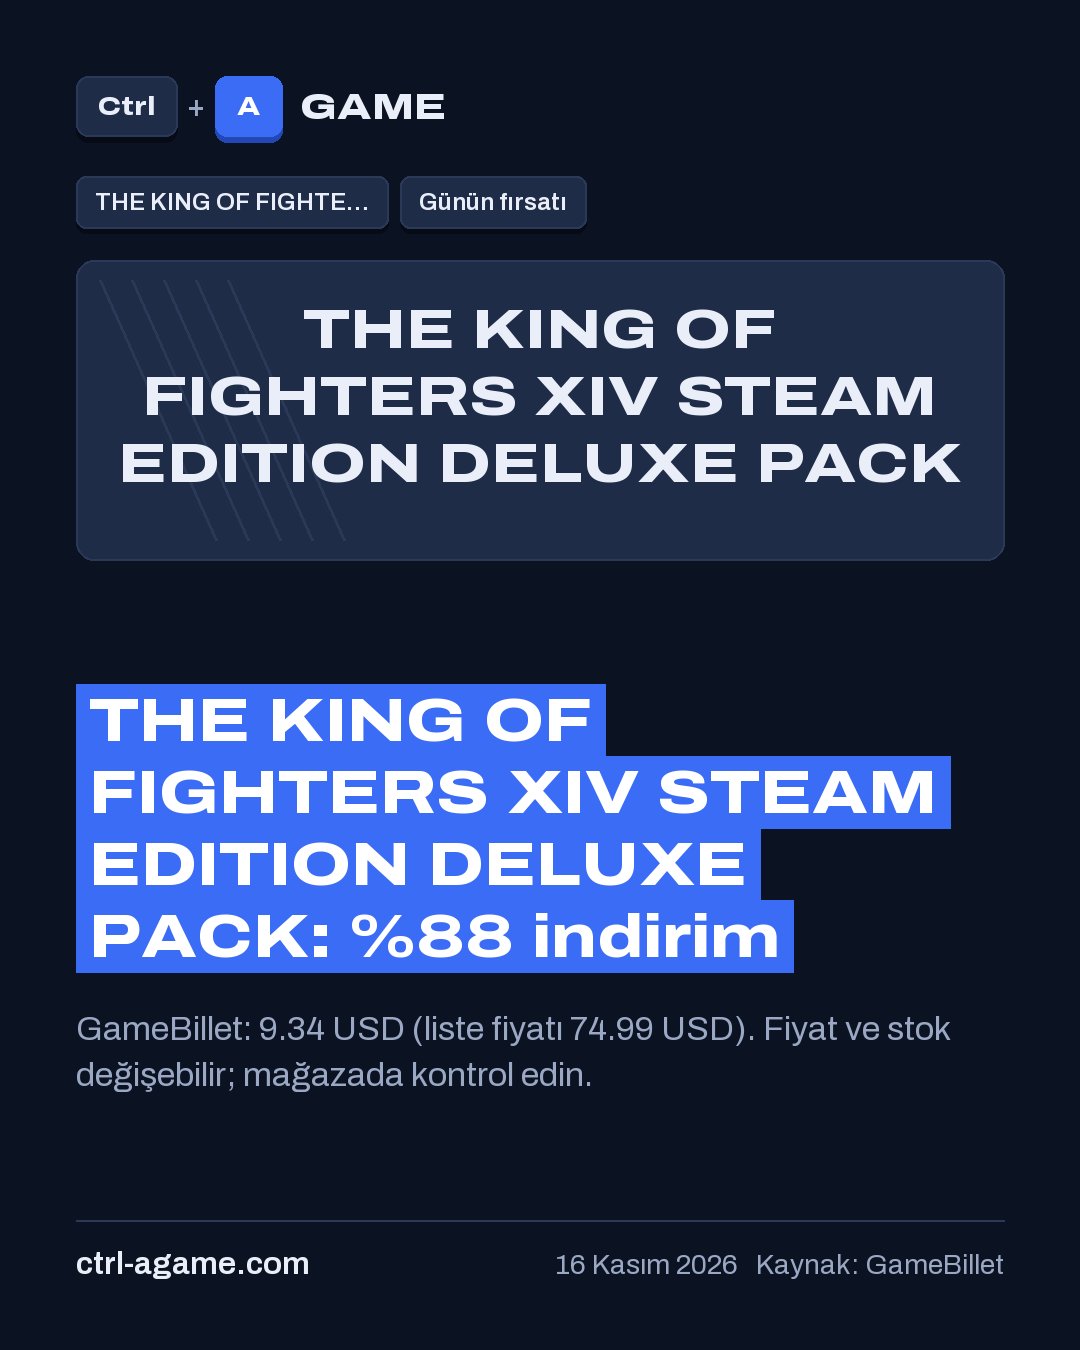 Ctrl + A GAME
THE KING OF FIGHTE... Günün fırsatı
THE KING OF
FIGHTERS XIV STEAM
EDITION DELUXE PACK
THE KING OF
FIGHTERS XIV STEAM
EDITION DELUXE
PACK: %88 indirim
GameBillet: 9.34 USD (liste fiyatı 74.99 USD). Fiyat ve stok
değişebilir; mağazada kontrol edin.
ctrl-agame.com 16 Kasım 2026 Kaynak: GameBillet